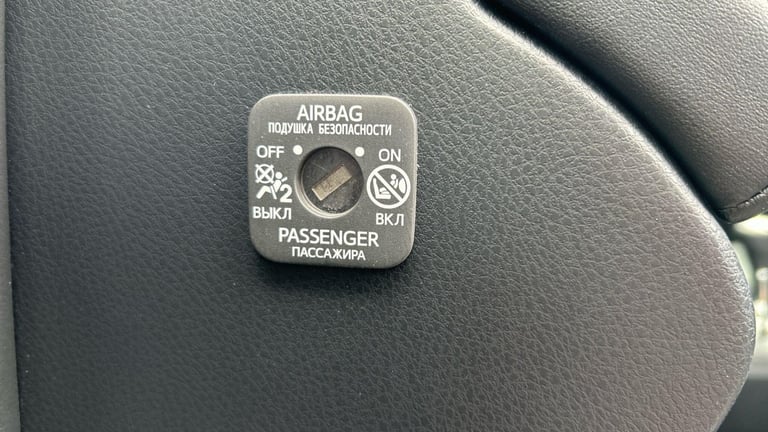 AIRBAG
ПОДУШКА БЕЗОПАСНОСТИ
OFF ON
2
ВЫКЛ ВКЛ
PASSENGER
ПАССАЖИРА